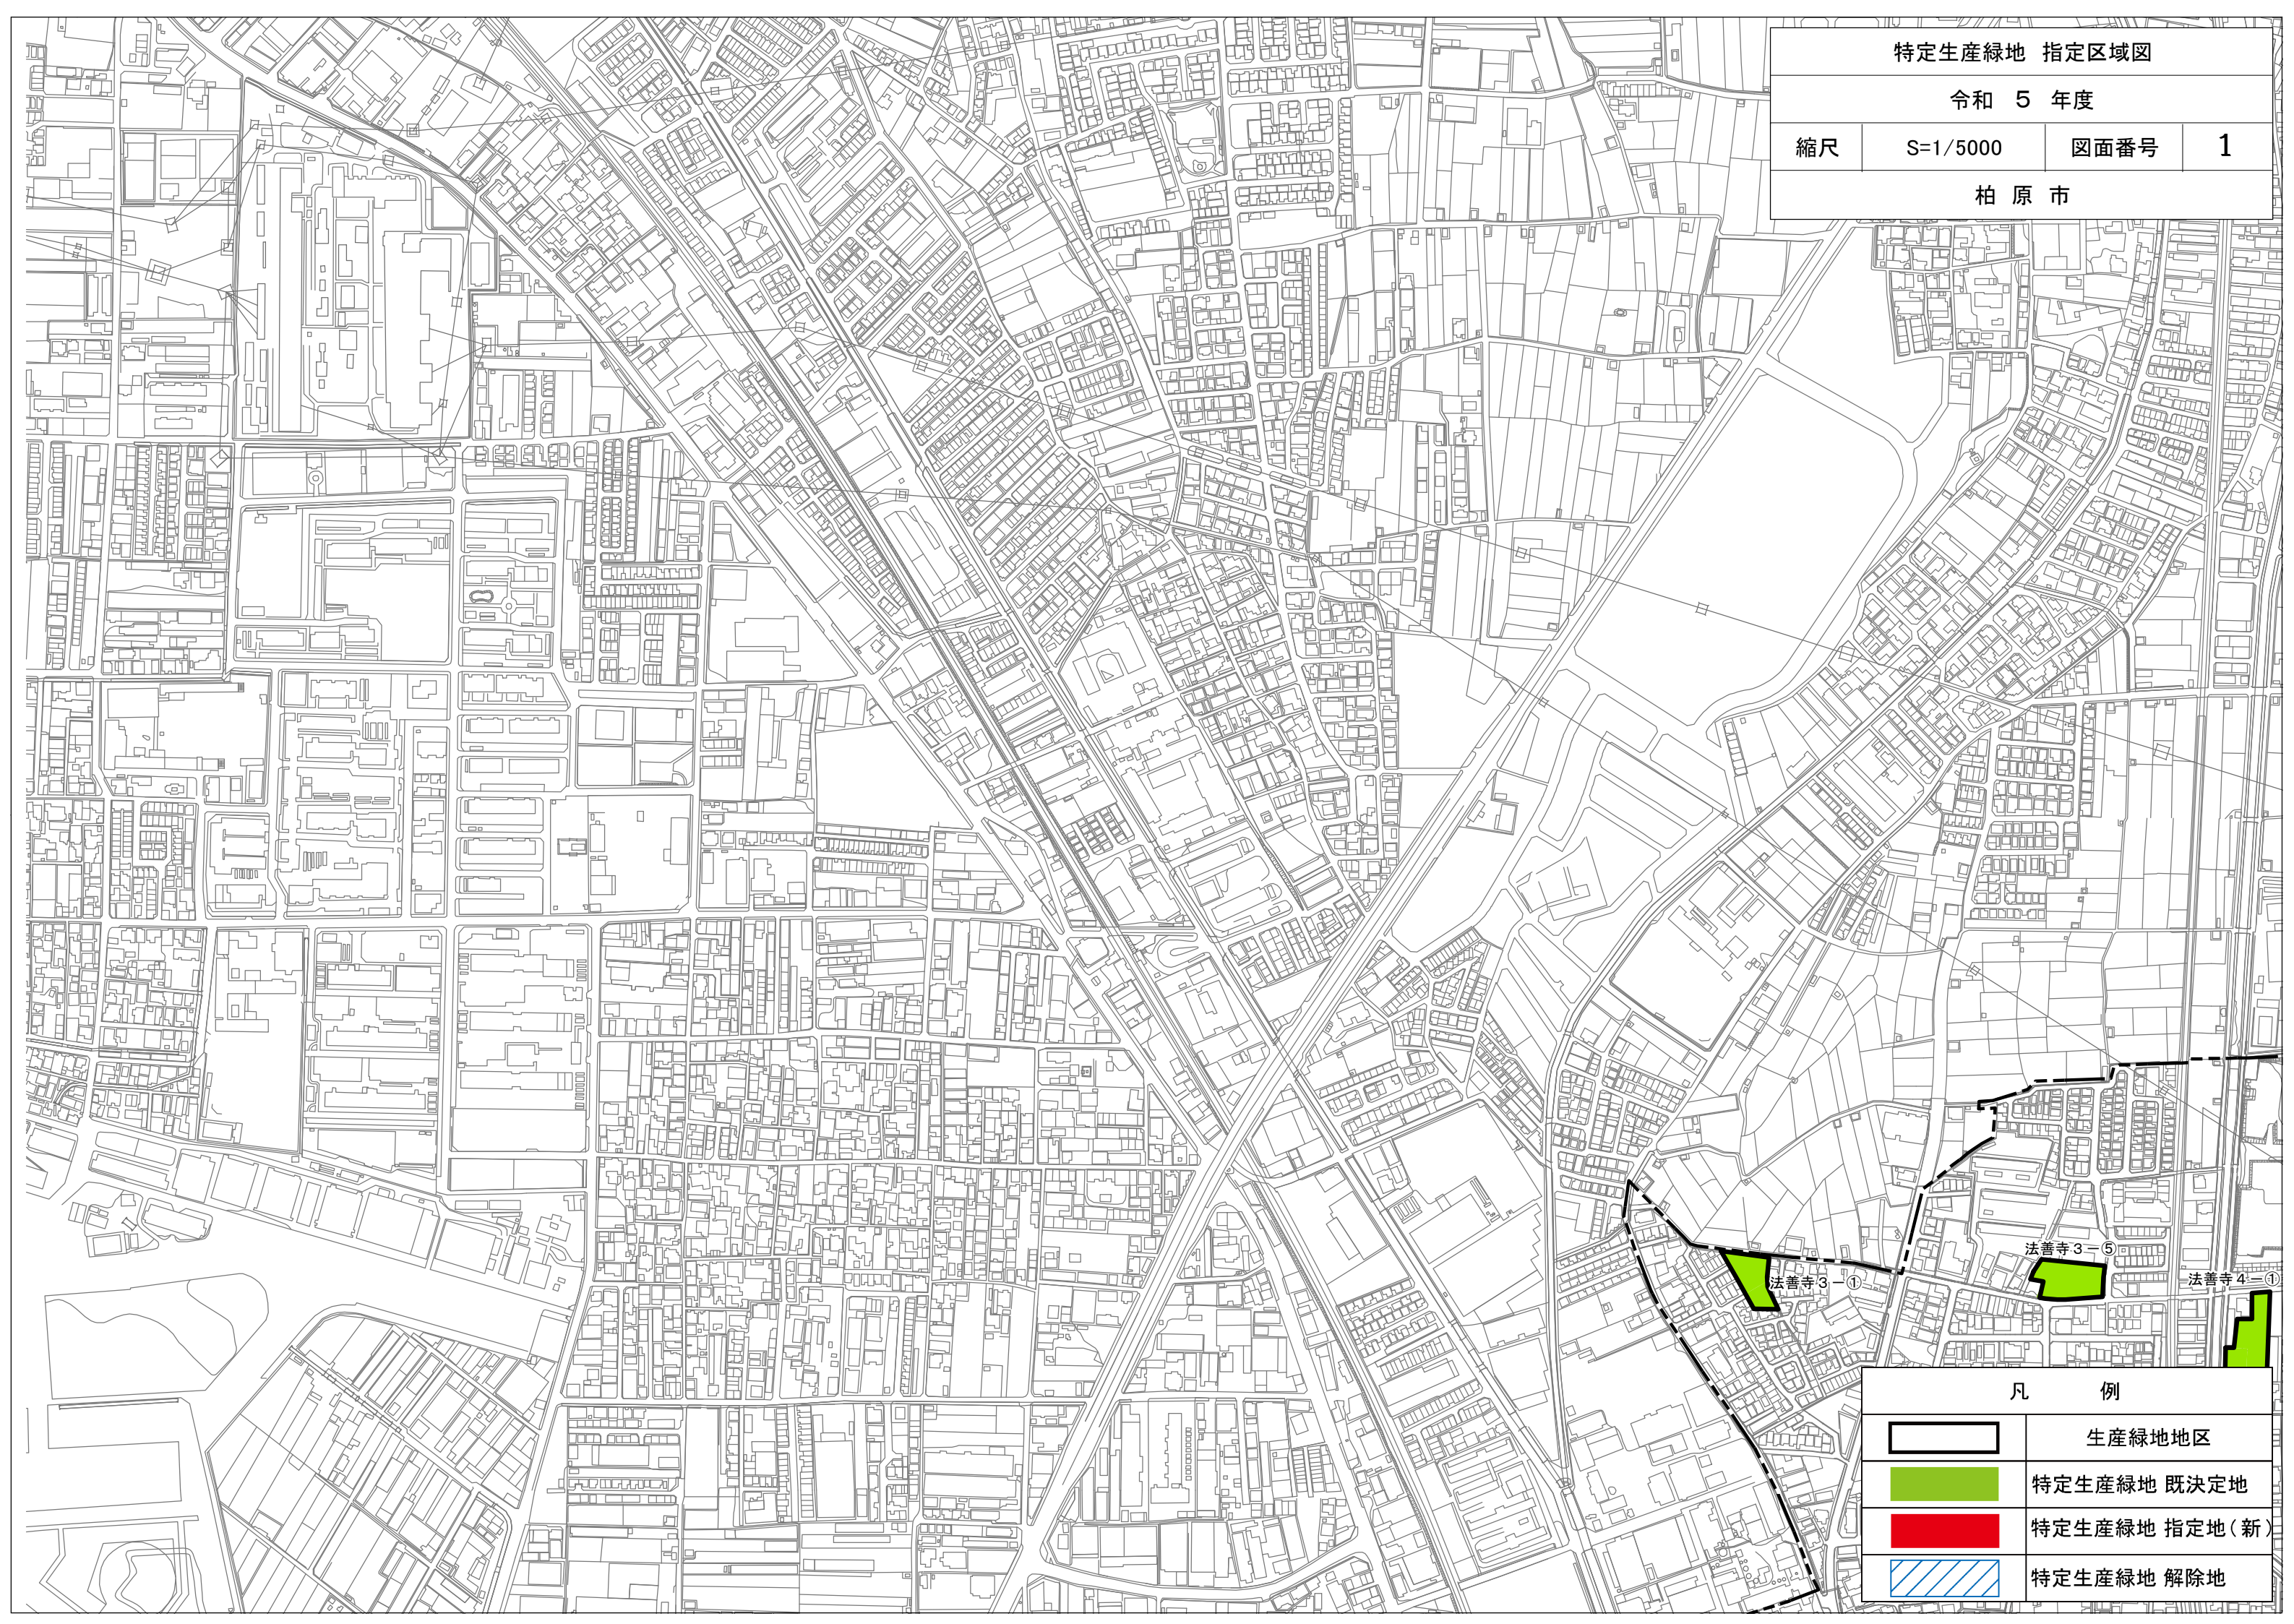 特定生産緑地 指定区域図
令和 5 年度
縮尺 S=1/5000 図面番号 1
柏 原 市
法善寺3-⑤
法善寺3-①
法善寺4-①
凡 例
生産緑地地区
特定生産緑地 既決定地
特定生産緑地 指定地(新)
特定生産緑地 解除地